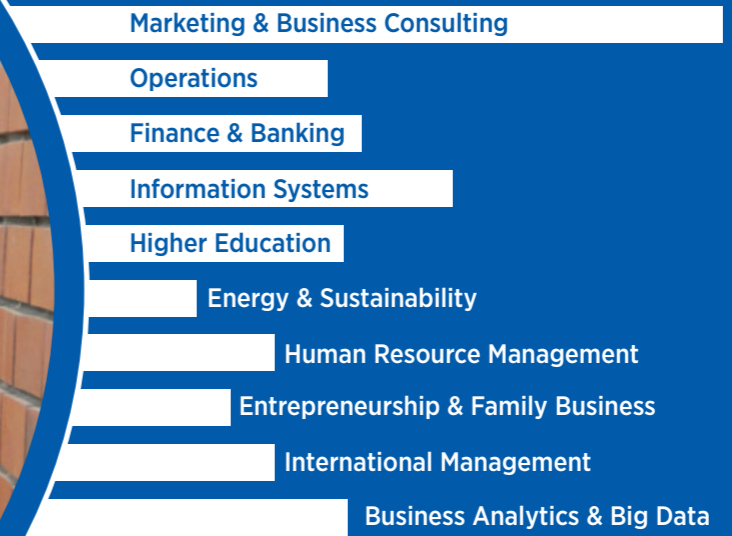 Marketing & Business Consulting
Operations
Finance & Banking
Information Systems
Higher Education
Energy & Sustainability
Human Resource Management
Entrepreneurship & Family Business
International Management
Business Analytics & Big Data